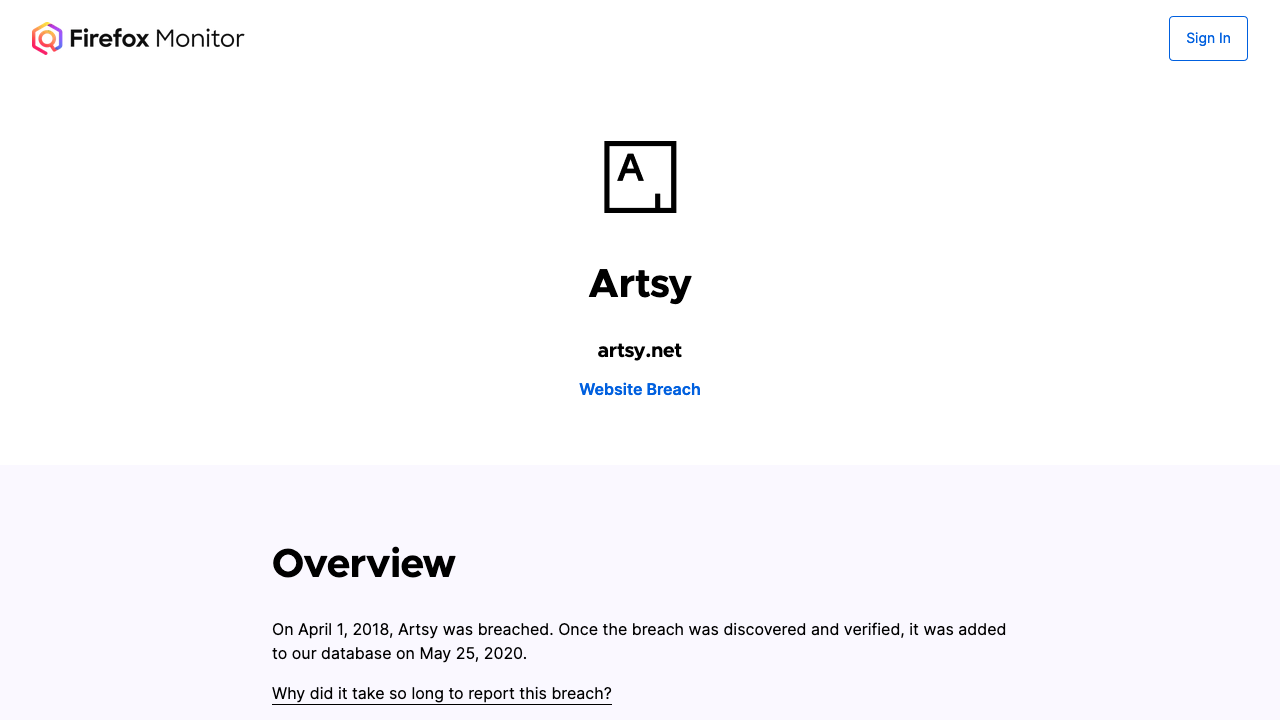 Firefox Monitor
Sign In
A
Artsy
artsy.net
Website Breach
Overview
On April 1, 2018, Artsy was breached. Once the breach was discovered and verified, it was added
to our database on May 25, 2020.
Why did it take so long to report this breach?